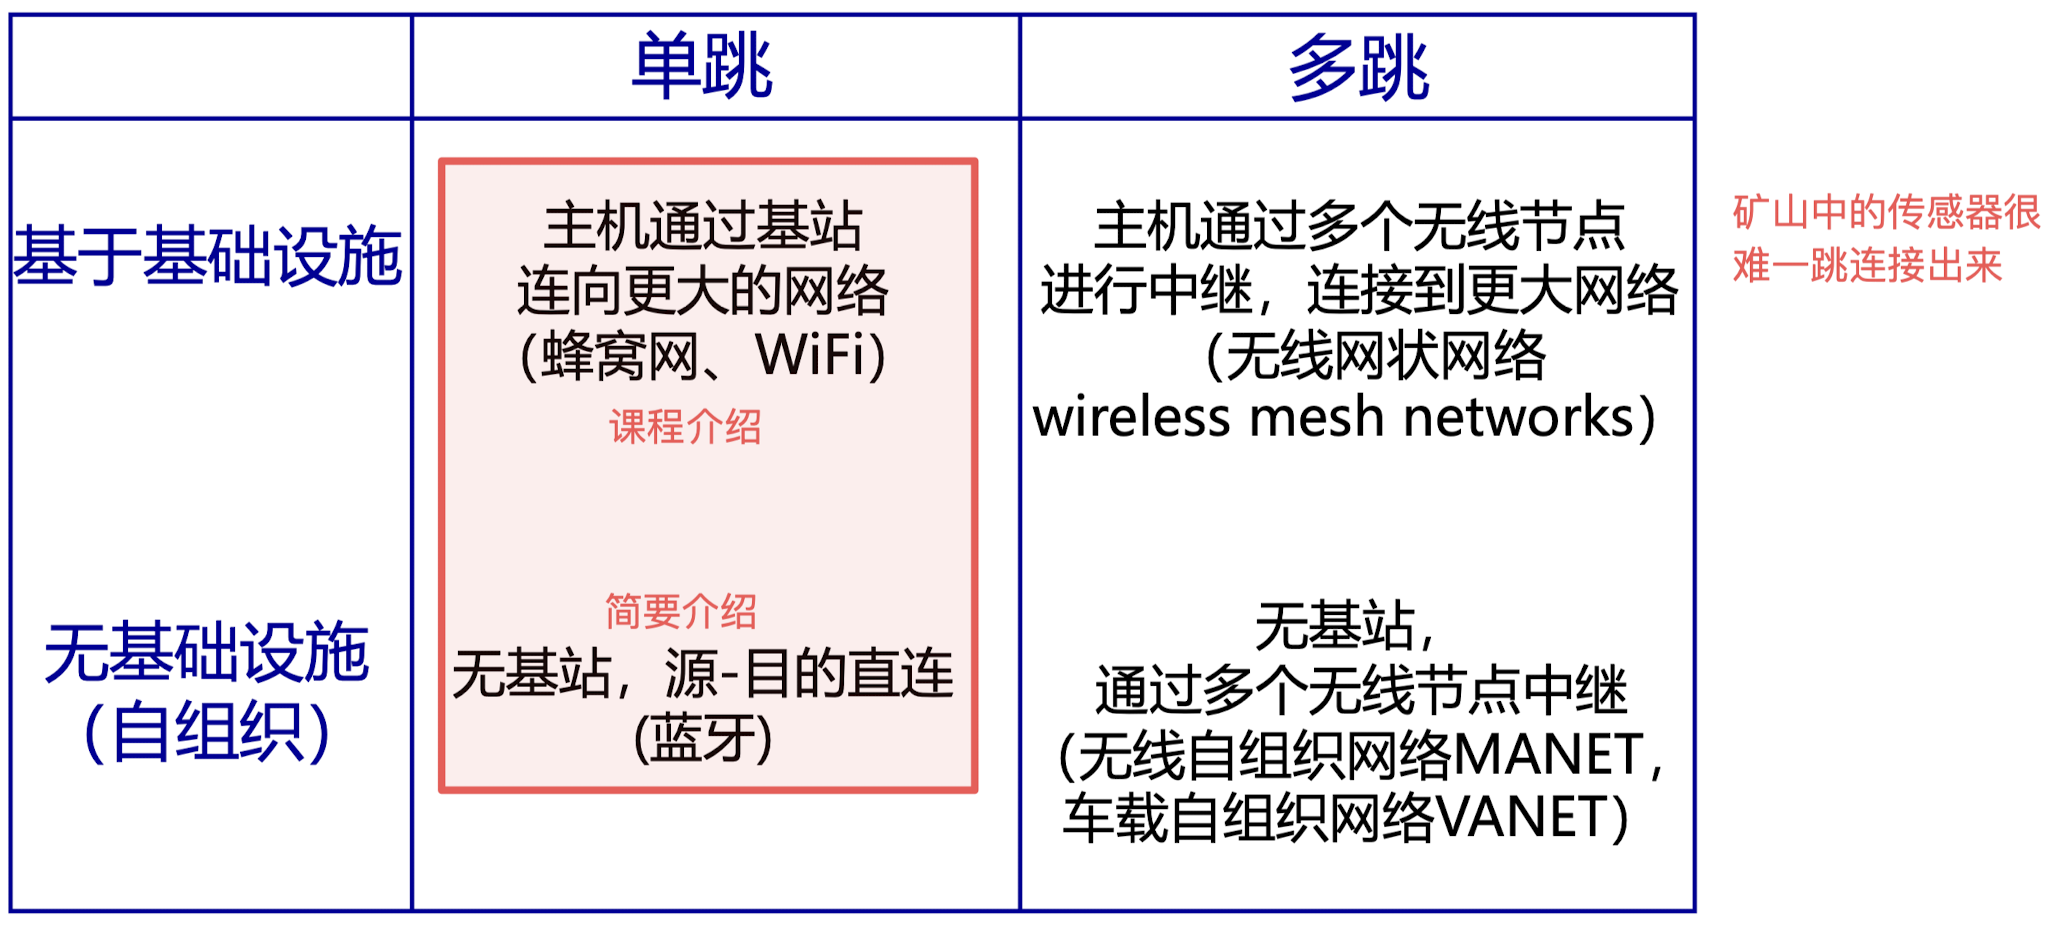 单跳
多跳
基于基础设施
主机通过基站
连向更大的网络
（蜂窝网、WiFi）
课程介绍
主机通过多个无线节点
进行中继，连接到更大网络
（无线网状网络
wireless mesh networks）
矿山中的传感器很
难一跳连接出来
无基础设施
（自组织）
简要介绍
无基站，源-目的直连
(蓝牙)
无基站，
通过多个无线节点中继
（无线自组织网络MANET，
车载自组织网络VANET）